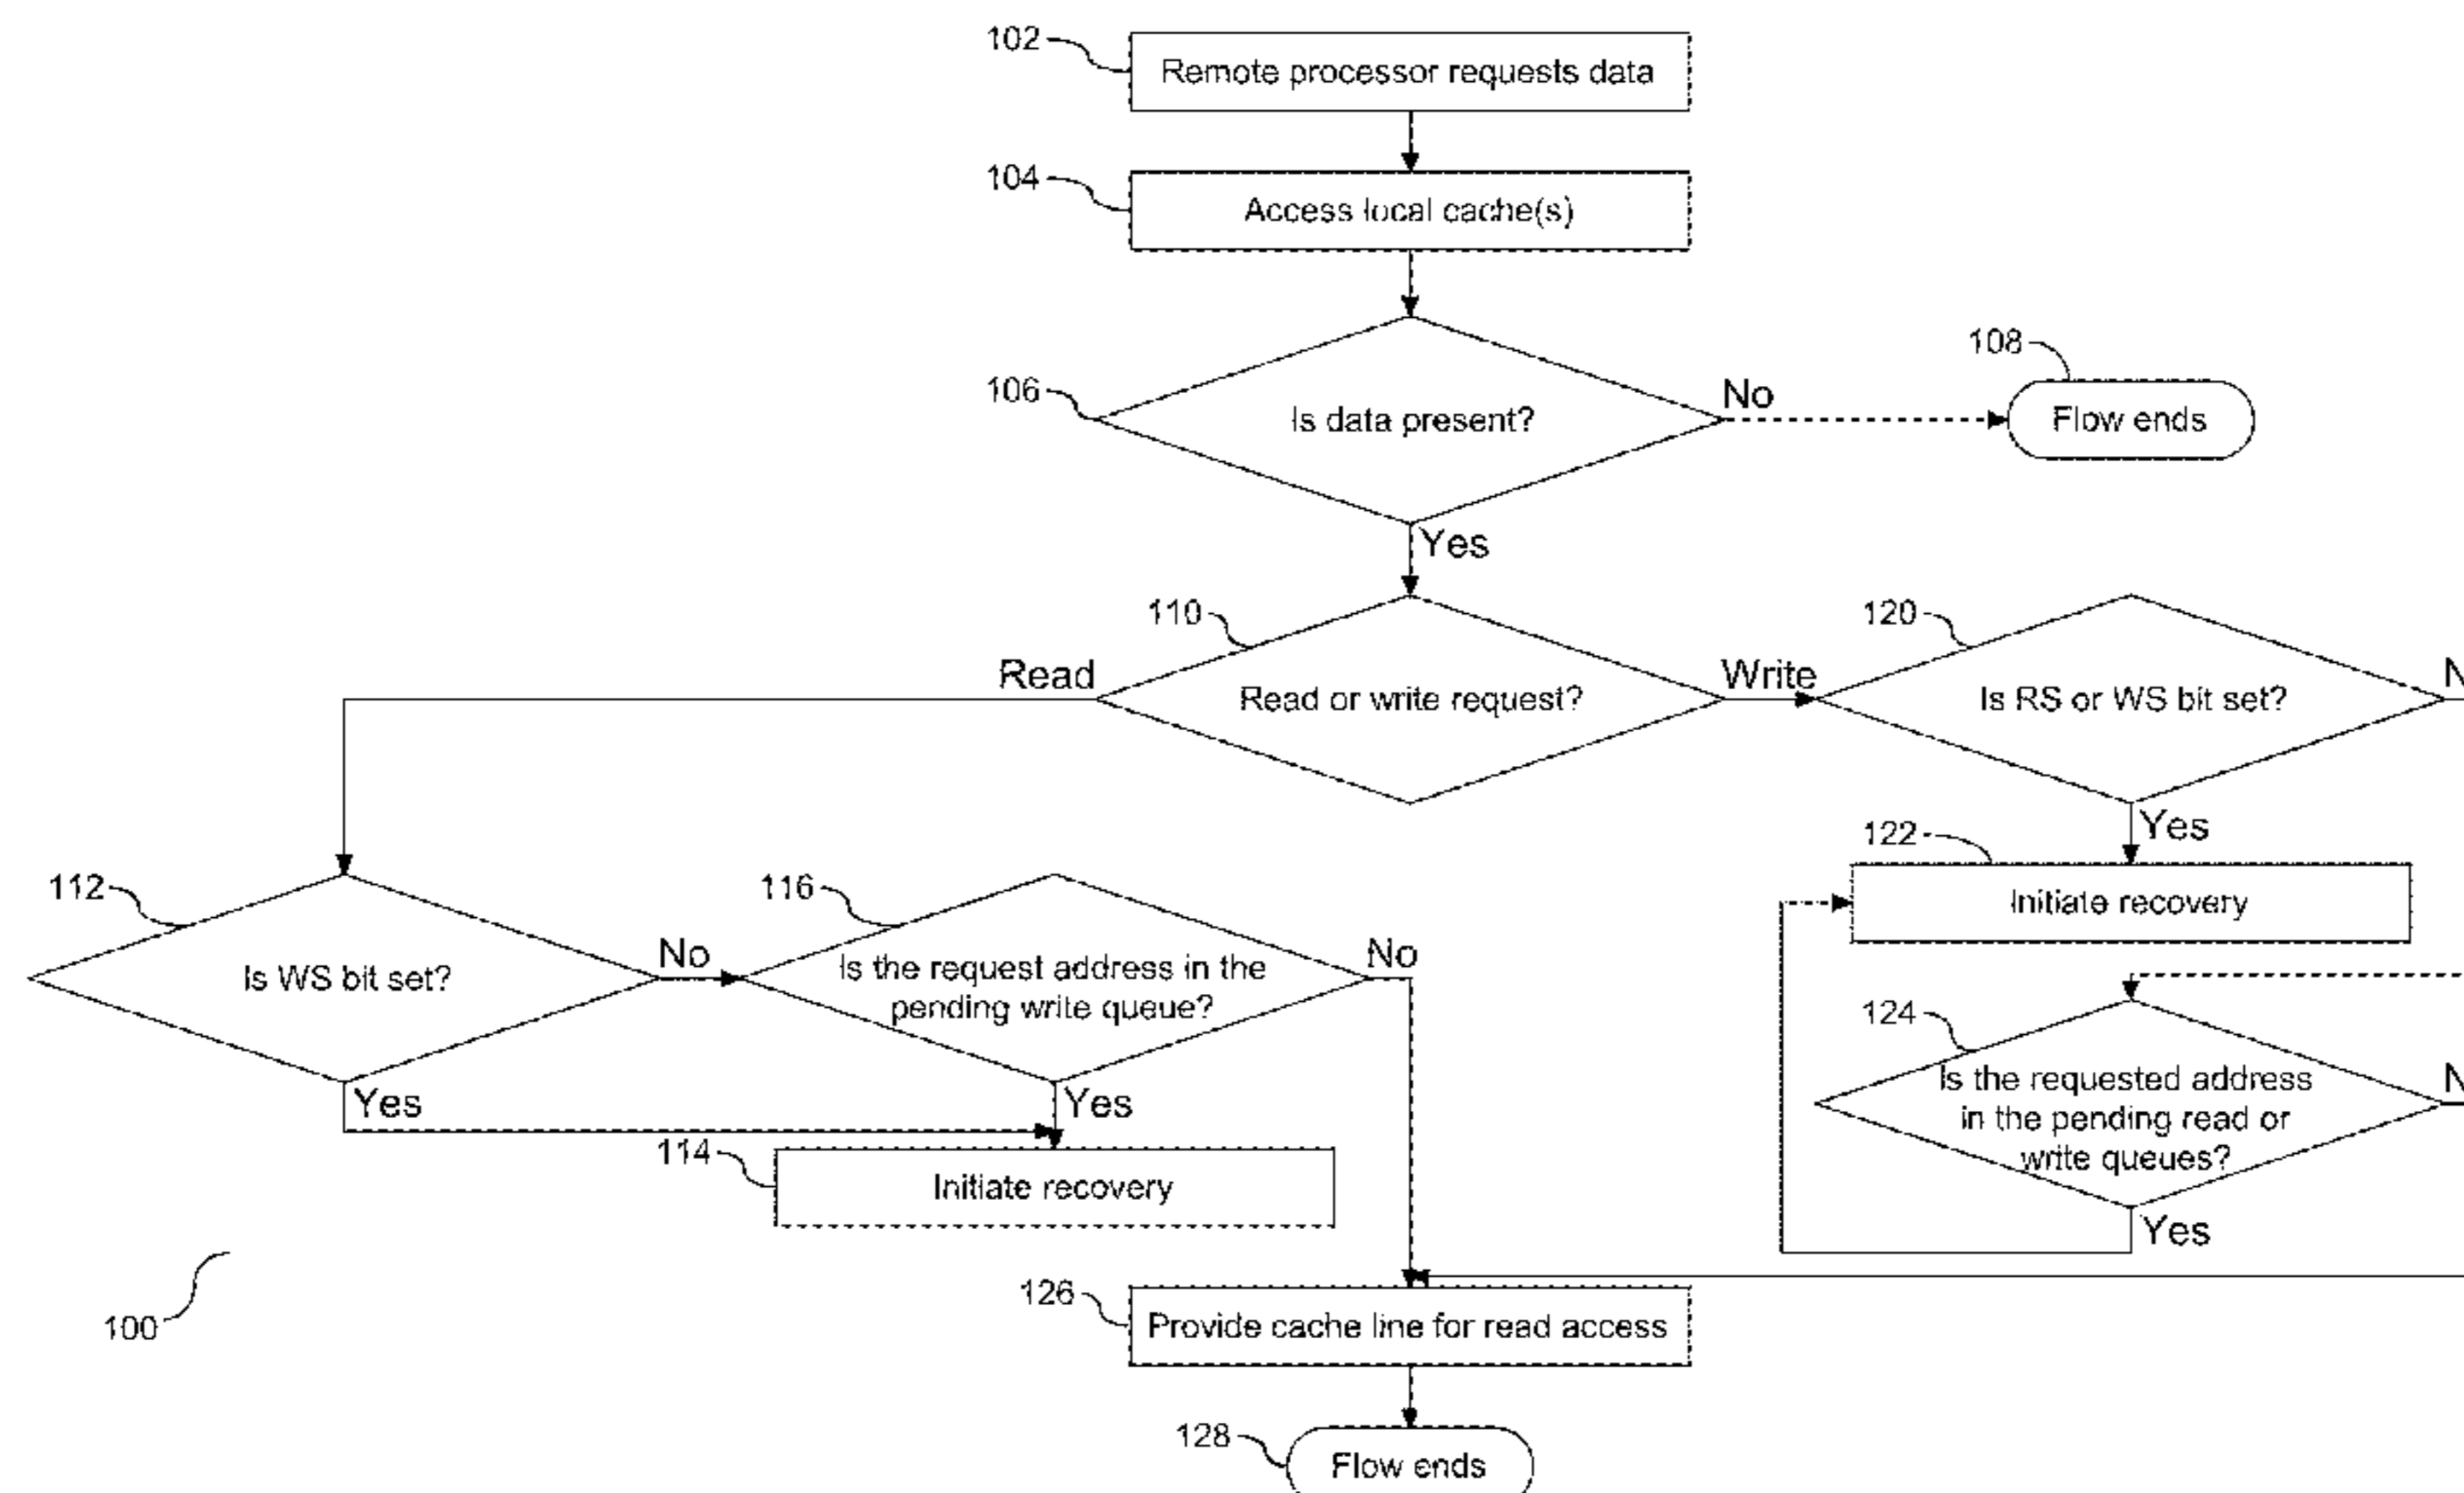 102
Remote processor requests data
104
Access local cache(s)
108
106
Is data present?
No
Flow ends
Yes
110
120
Read
Read or write request?
Write
Is RS or WS bit set?
122
Yes
Initiate recovery
112
116
Is WS bit set?
No
Is the request address in the
pending write queue?
No
124
Is the requested address
in the pending read or
write queues?
Yes
Yes
Yes
114
Initiate recovery
100
126
Provide cache line for read access
128
Flow ends